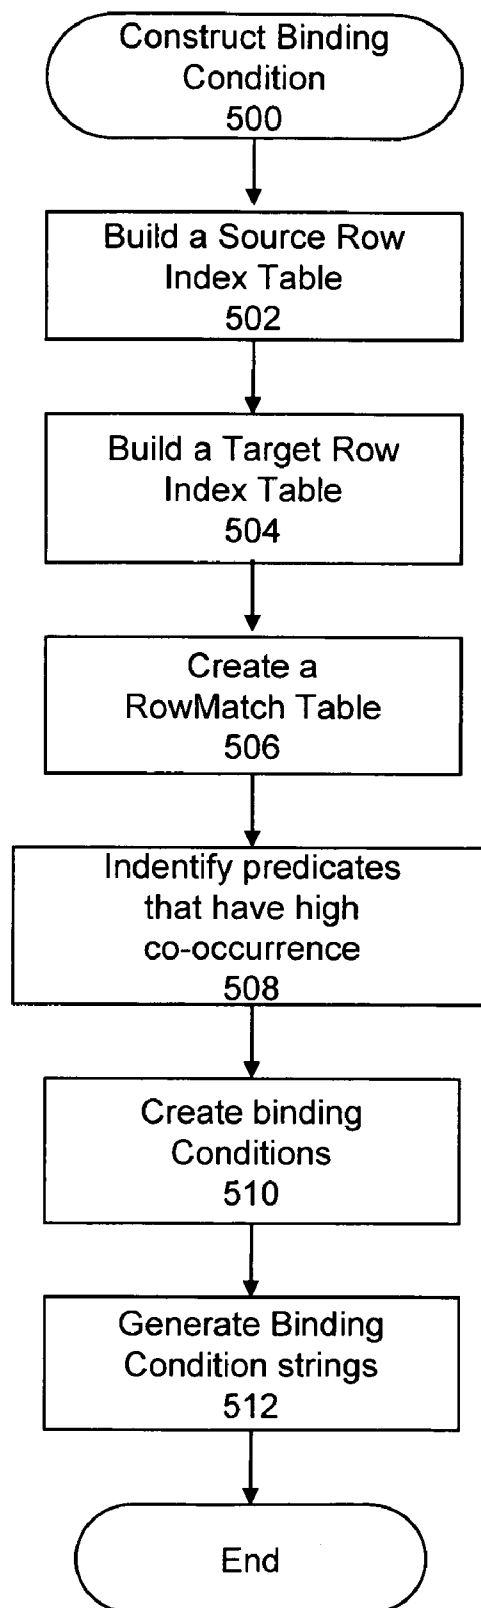 Construct Binding
Condition
500
Build a Source Row
Index Table
502
Build a Target Row
Index Table
504
Create a
RowMatch Table
506
Indentify predicates
that have high
co-occurrence
508
Create binding
Conditions
510
Generate Binding
Condition strings
512
End